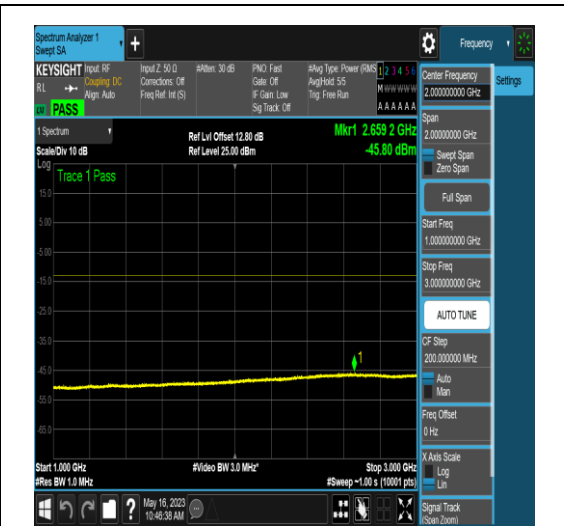 Spectrum Analyzer 1
Swept SA
+
Frequency
KEYSIGHT
RL
PASS
Input: RF
Coupling: DC
Align: Auto
Input Z: 50 Ω
Corrections: Off
Freq Ref: Int (S)
#Atten: 30 dB
PNO: Fast
Gate: Off
IF Gain: Low
Sig Track: Off
#Avg Type: Power (RMS
Avg|Hold: 5/5
Trig: Free Run
1 2 3 4 5 6
M W W W W W
A A A A A A
1 Spectrum
Scale/Div 10 dB
Ref Lvl Offset 12.80 dB
Ref Level 25.00 dBm
Mkr1 2.659 2 GHz
-45.80 dBm
Log
Trace 1 Pass
15.0
5.00
-5.00
-15.0
-25.0
-35.0
-45.0
-55.0
-65.0
1
Start 1.000 GHz
#Res BW 1.0 MHz
#Video BW 3.0 MHz*
Stop 3.000 GHz
#Sweep ~1.00 s (10001 pts)
?
May 16, 2023
10:46:38 AM
Center Frequency
2.000000000 GHz
Span
2.00000000 GHz
Swept Span
Zero Span
Full Span
Start Freq
1.000000000 GHz
Stop Freq
3.000000000 GHz
AUTO TUNE
CF Step
200.000000 MHz
Auto
Man
Freq Offset
0 Hz
X Axis Scale
Log
Lin
Signal Track
(Span Zoom)
Settings